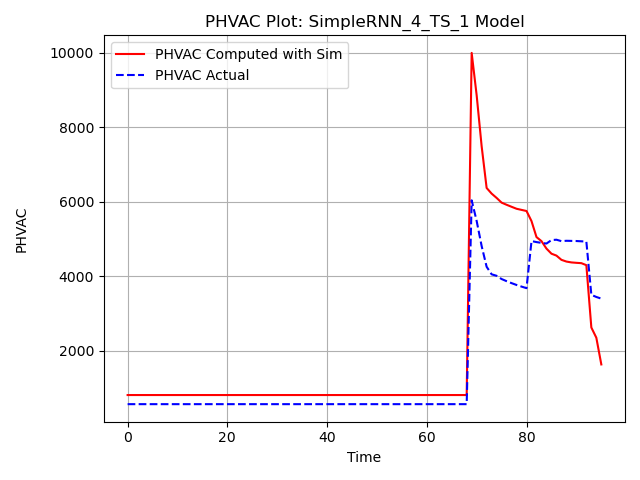 PHVAC Plot: SimpleRNN_4_TS_1 Model
PHVAC Computed with Sim
PHVAC Actual
PHVAC
10000
8000
6000
4000
2000
0
20
40
60
80
Time